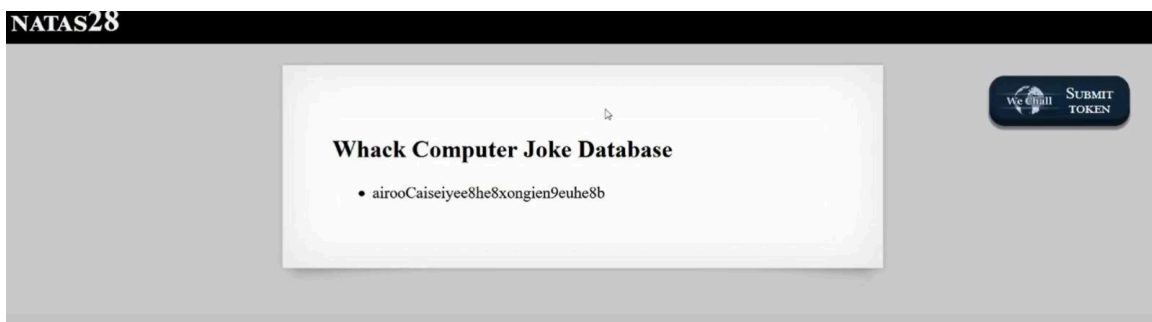 NATAS28
We Chall
SUBMIT
TOKEN
Whack Computer Joke Database
airooCaiseiyee8he8xongien9euhe8b